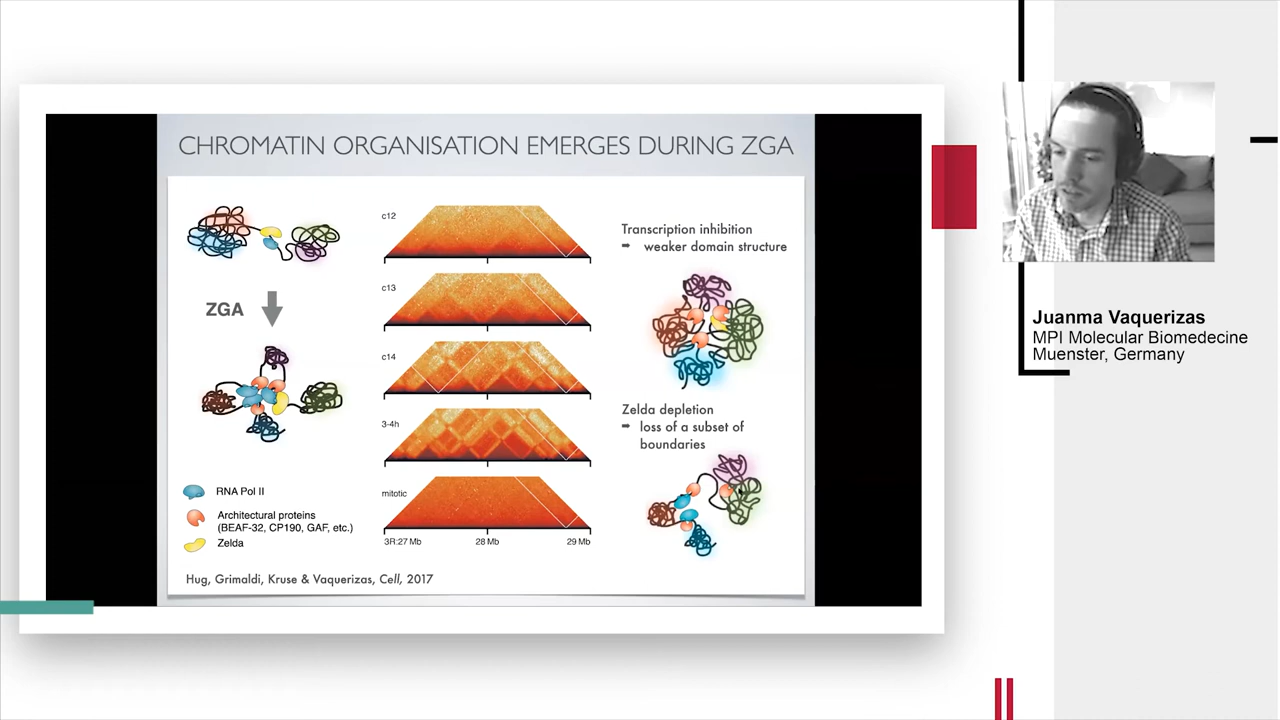 CHROMATIN ORGANISATION EMERGES DURING ZGA
ZGA
RNA Pol II
Architectural proteins
(BEAF-32, CP190, GAF, etc.)
Zelda
c12
c13
c14
3-4h
mitotic
3R:27 Mb 28 Mb 29 Mb
Transcription inhibition
➡ weaker domain structure
Zelda depletion
➡ loss of a subset of
boundaries
Hug, Grimaldi, Kruse & Vaquerizas, Cell, 2017
Juanma Vaquerizas
MPI Molecular Biomedecine
Muenster, Germany